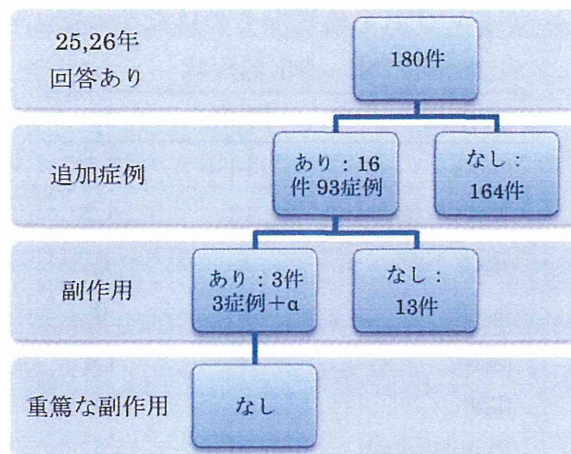 25,26年
回答あり
180件
追加症例
あり：16
件 93症例
なし：
164件
副作用
あり：3件
3症例＋α
なし：
13件
重篤な副作用
なし